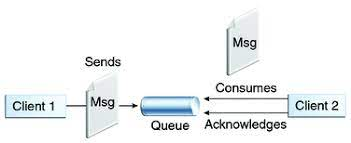 Msg
Sends
Consumes
Client 1
Msg
Client 2
Queue
Acknowledges